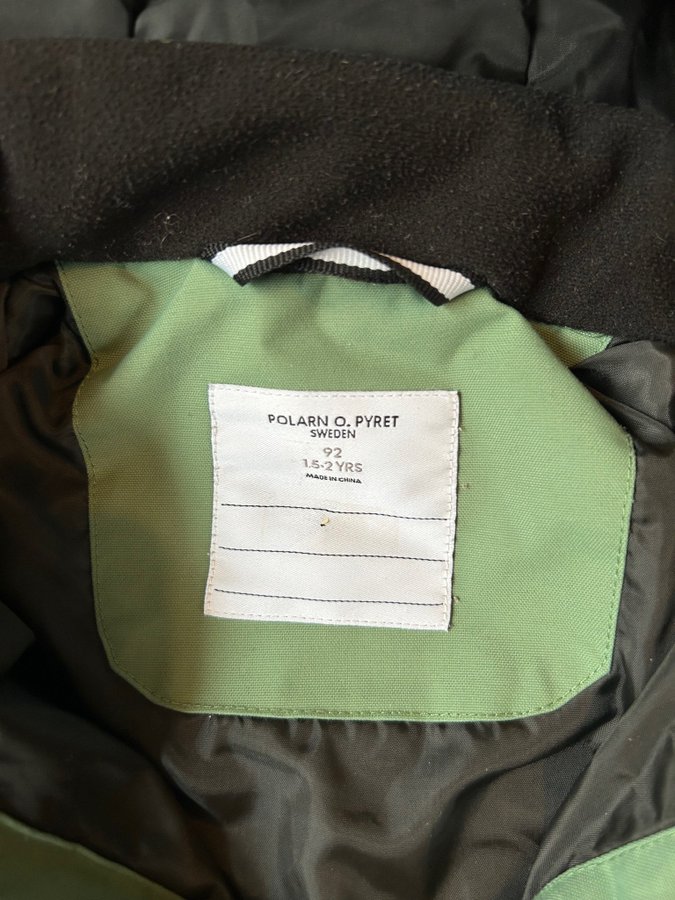 POLARN O. PYRET
SWEDEN
92
1.5-2 YRS
MADE IN CHINA